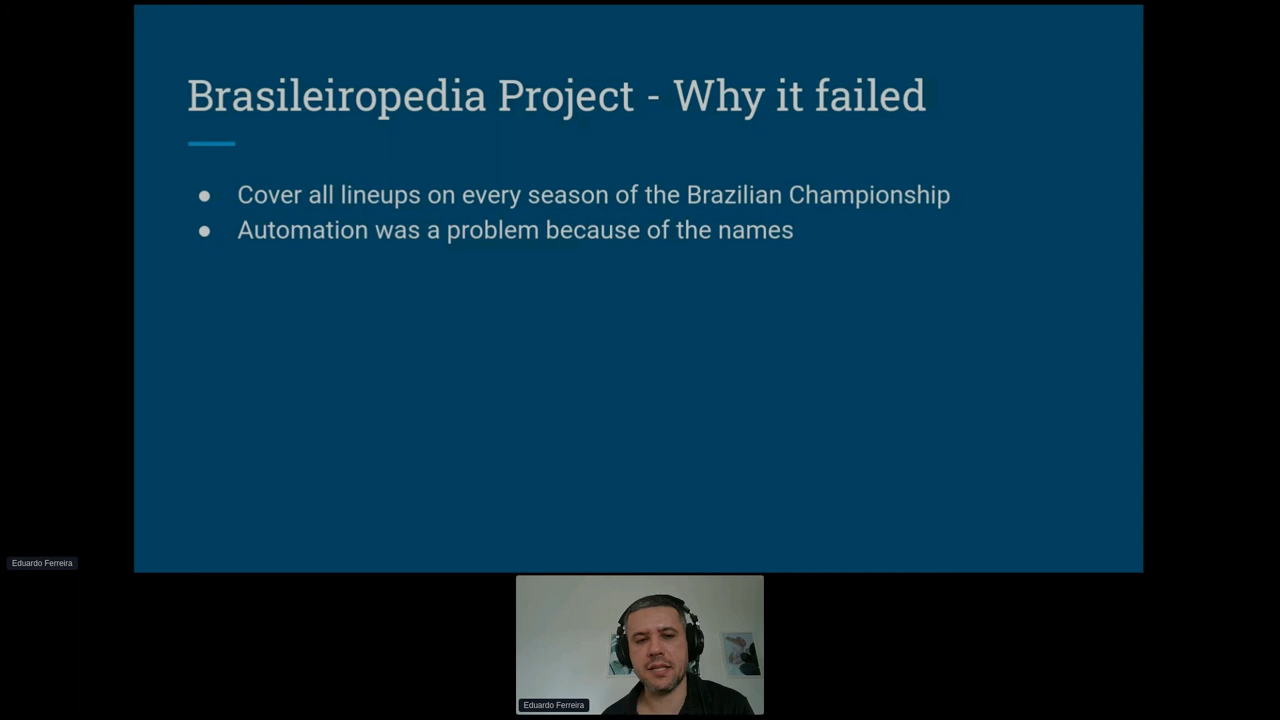 Brasileiropedia Project - Why it failed
● Cover all lineups on every season of the Brazilian Championship
● Automation was a problem because of the names
Eduardo Ferreira
Eduardo Ferreira